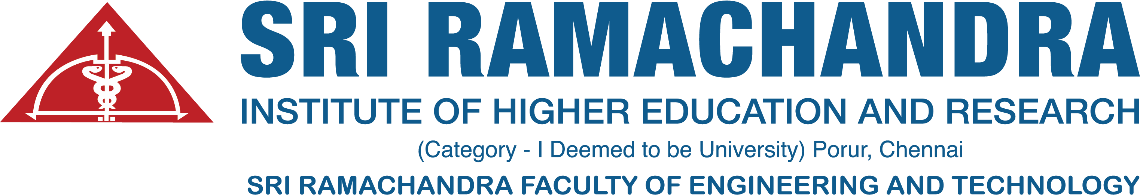 SRI RAMACHANDRA
INSTITUTE OF HIGHER EDUCATION AND RESEARCH
(Category - I Deemed to be University) Porur, Chennai
SRI RAMACHANDRA FACULTY OF ENGINEERING AND TECHNOLOGY